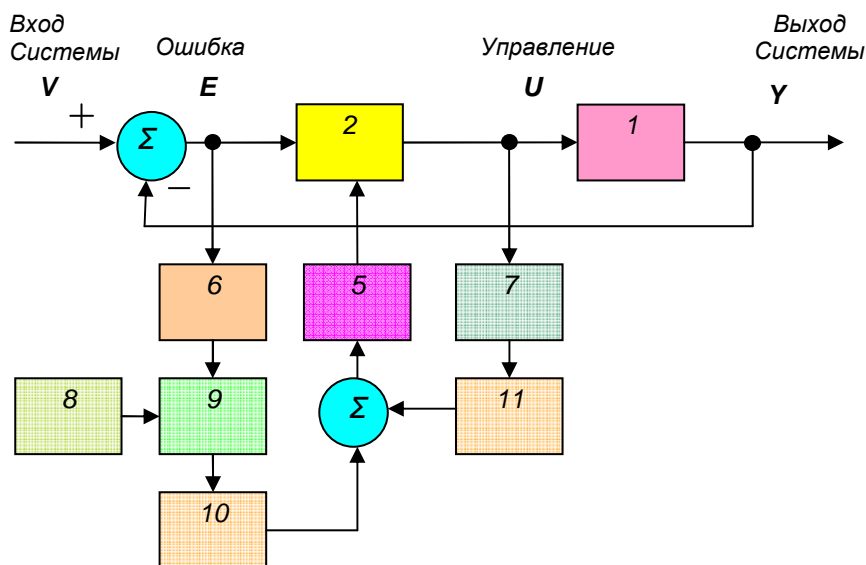 Вход
Системы
V
Ошибка
E
Управление
U
Выход
Системы
Y
+
Σ
−
2
1
6
5
7
8
9
Σ
11
10